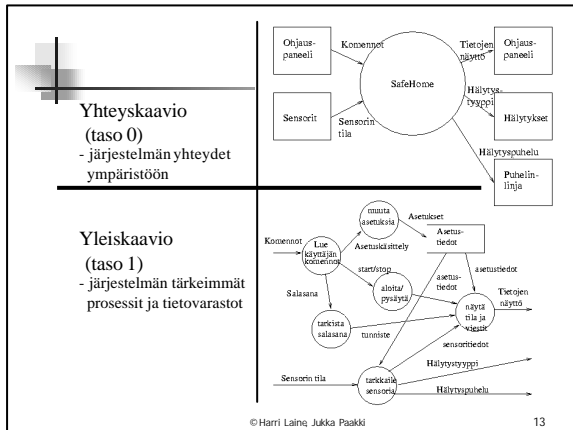 Yhteyskaavio
(taso 0)
- järjestelmän yhteydet
ympäristöön
Ohjaus-
paneeli
Komennot
Sensorit
Sensorin
tila
SafeHome
Tietojen
näyttö
Ohjaus-
paneeli
Hälytys-
tyyppi
Hälytykset
Hälytyspuhelu
Puhelin-
linja
Yleiskaavio
(taso 1)
- järjestelmän tärkeimmät
prosessit ja tietovarastot
Komennot
Lue
käyttäjän
komennot
muuta
asetuksia
Asetukset
Asetuskäsittely
Asetus-
tiedot
start/stop
aloita/
pysäytä
asetus-
tiedot
asetustiedot
Salasana
tarkista
salasana
tunniste
näytä
tila ja
viestit
Tietojen
näyttö
sensoritiedot
Sensorin tila
tarkkaile
sensoria
Hälytystyyppi
Hälytyspuhelu
© Harri Laine, Jukka Paakki
13